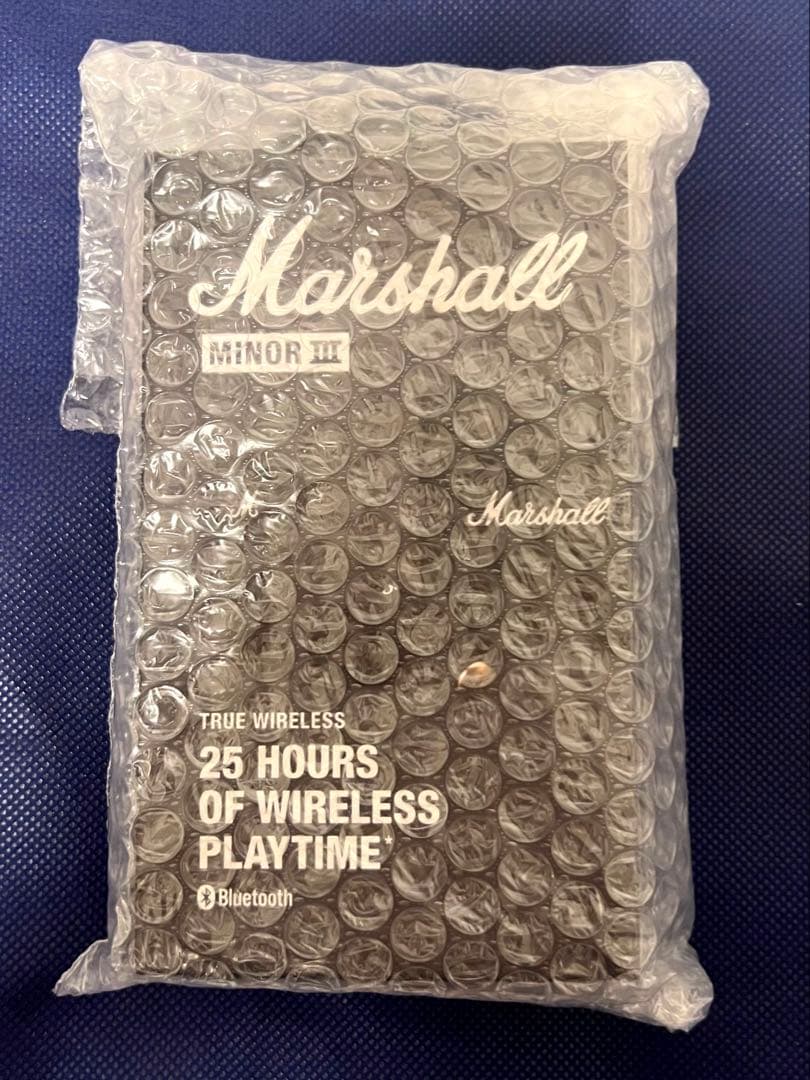 Marshall
MINOR III
M
Marshall
TRUE WIRELESS
25 HOURS
OF WIRELESS
PLAYTIME*
Bluetooth